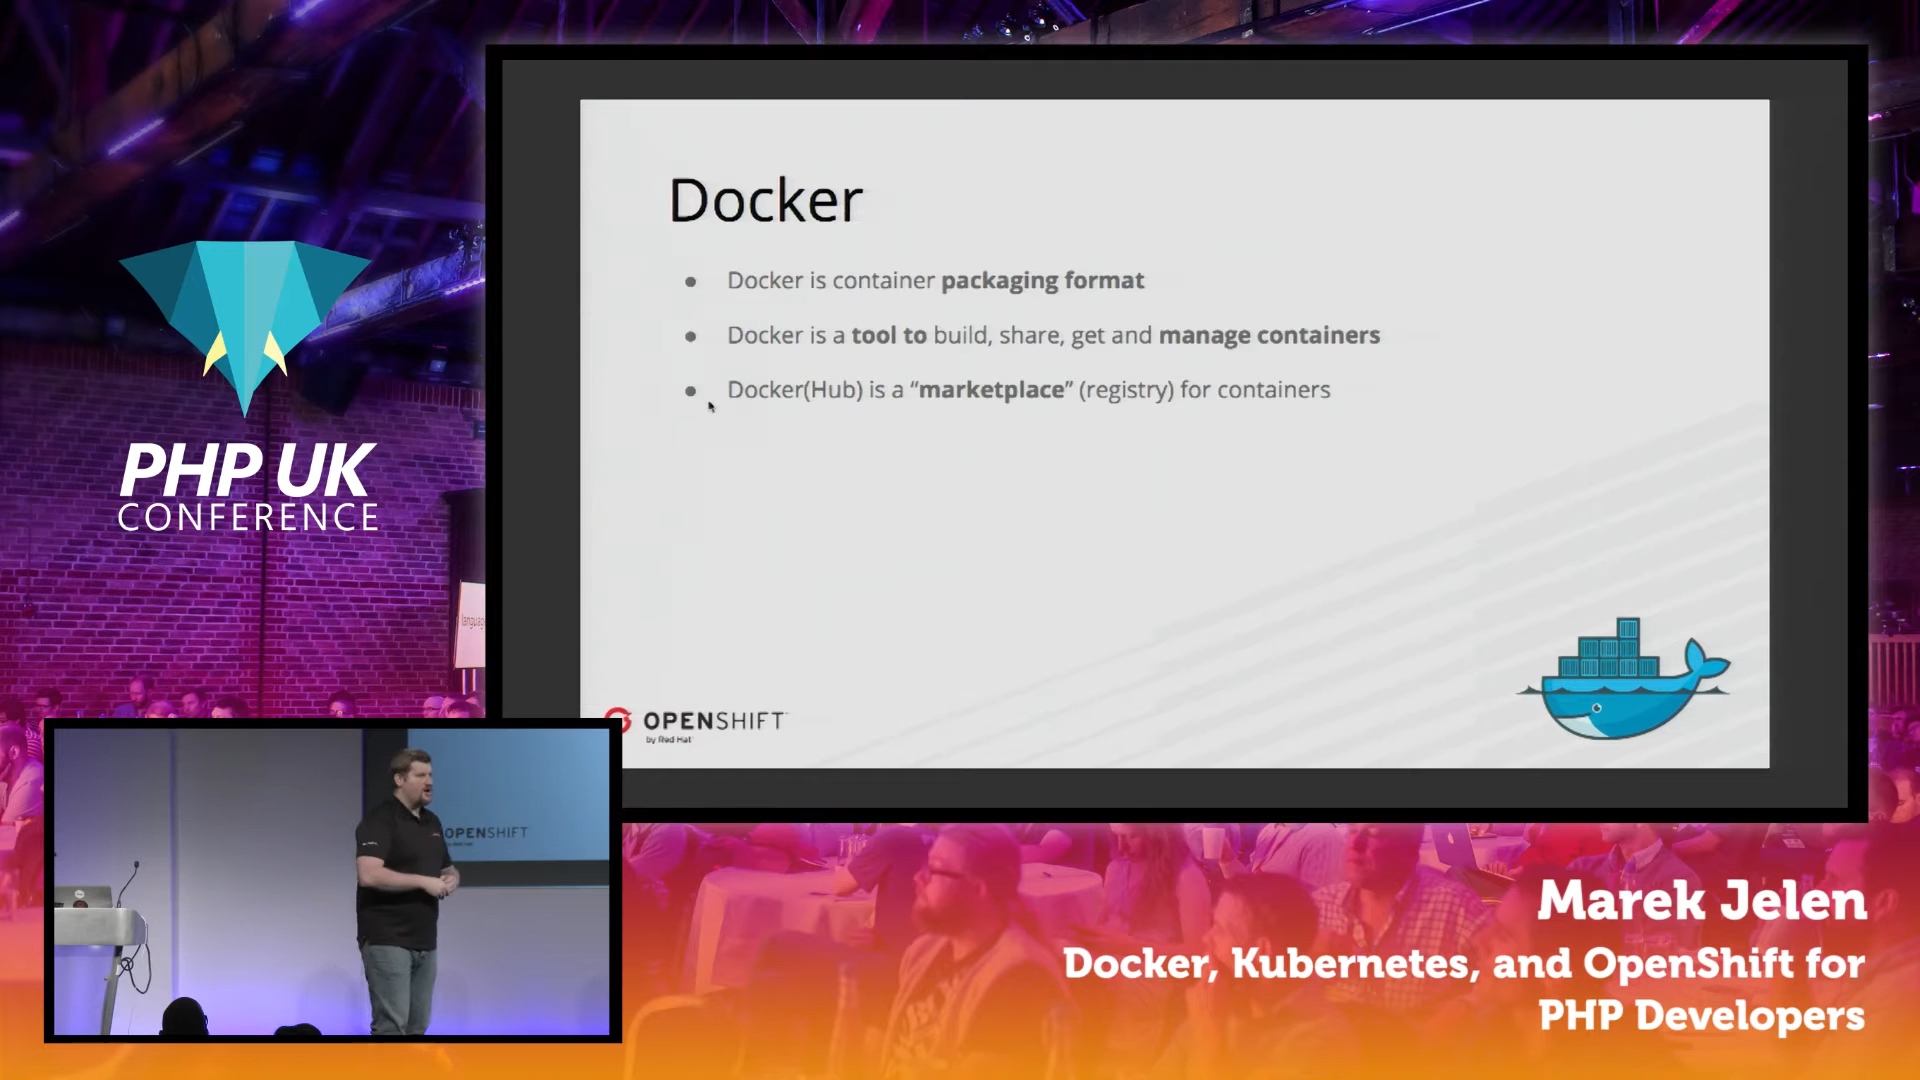 Docker
● Docker is container packaging format
● Docker is a tool to build, share, get and manage containers
● Docker(Hub) is a “marketplace” (registry) for containers
OPENSHIFT
by Red Hat
PHP UK
CONFERENCE
language
OPENSHIFT
Marek Jelen
Docker, Kubernetes, and OpenShift for
PHP Developers